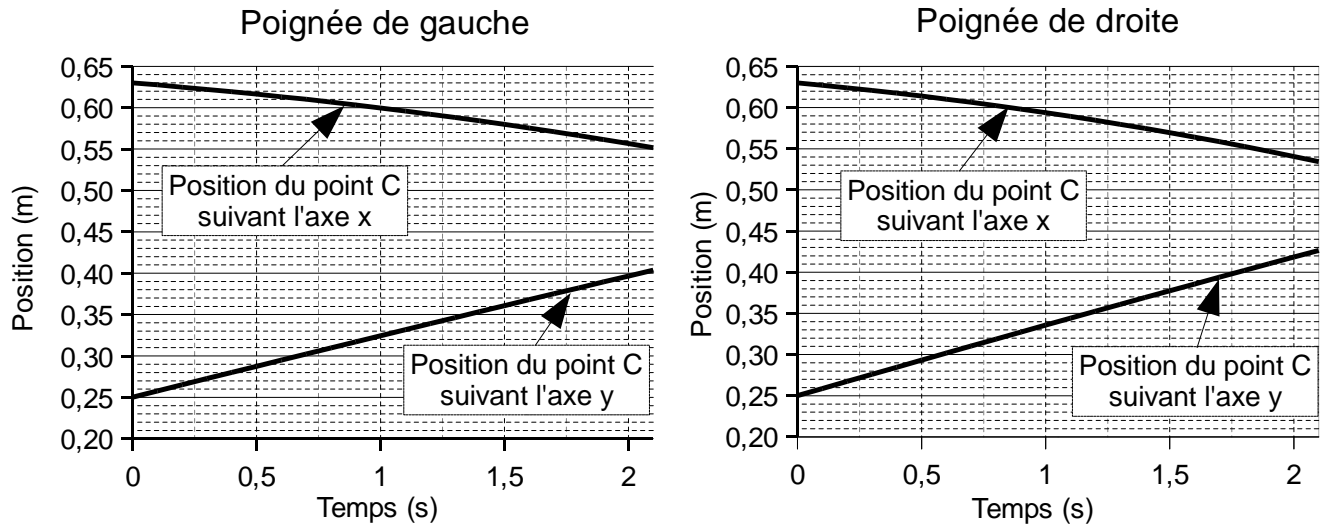 Poignée de gauche
Position (m)
0,65
0,60
0,55
0,50
0,45
0,40
0,35
0,30
0,25
0,20
Position du point C
suivant l'axe x
Position du point C
suivant l'axe y
0
0,5
1
1,5
2
Temps (s)
Poignée de droite
Position (m)
0,65
0,60
0,55
0,50
0,45
0,40
0,35
0,30
0,25
0,20
Position du point C
suivant l'axe x
Position du point C
suivant l'axe y
0
0,5
1
1,5
2
Temps (s)